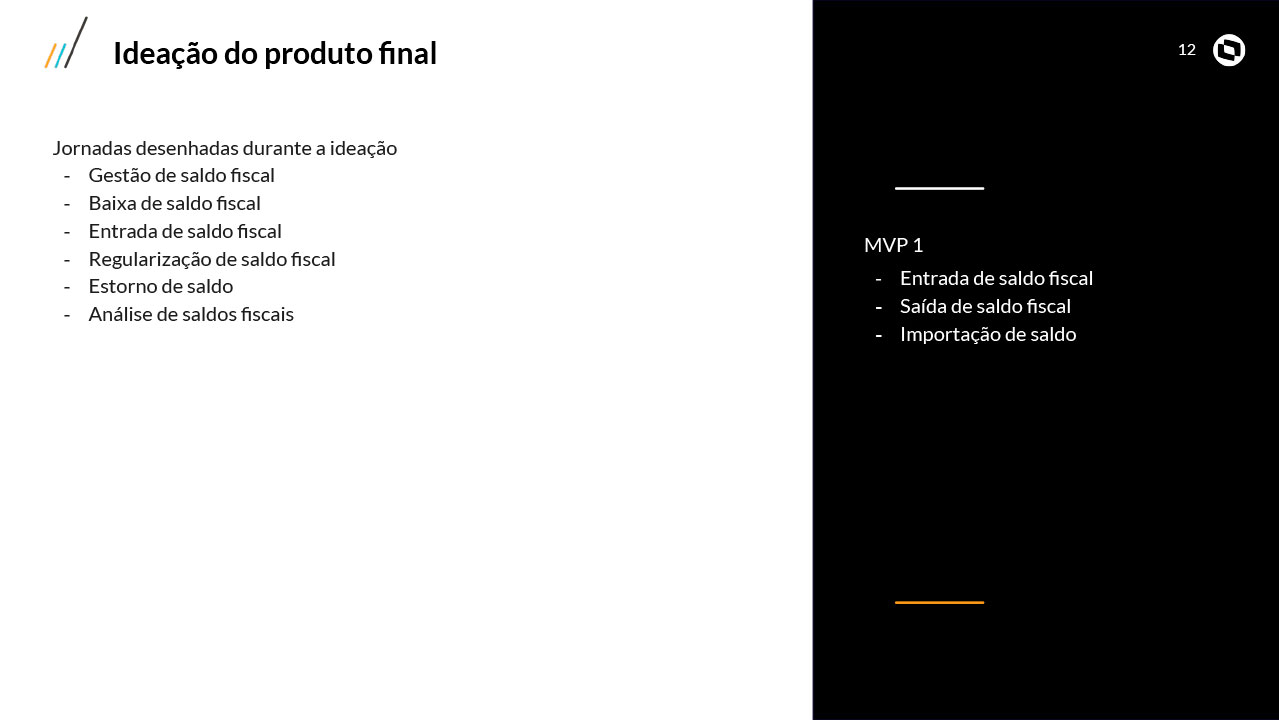 Ideação do produto final
12
Jornadas desenhadas durante a ideação
- Gestão de saldo fiscal
- Baixa de saldo fiscal
- Entrada de saldo fiscal
- Regularização de saldo fiscal
- Estorno de saldo
- Análise de saldos fiscais
MVP 1
- Entrada de saldo fiscal
- Saída de saldo fiscal
- Importação de saldo